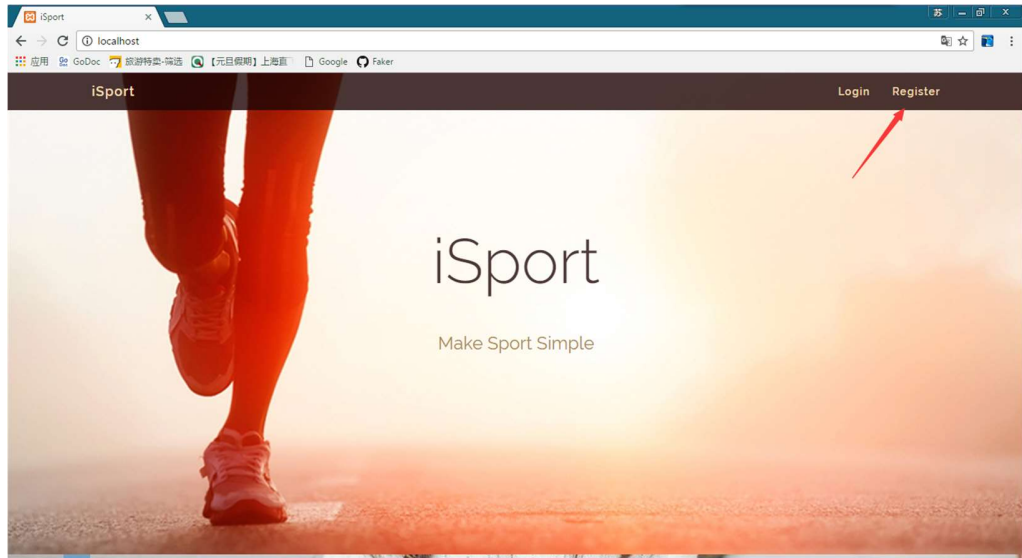 iSport
苏
localhost
应用 GoDoc 旅游特卖-筛选 【元旦假期】上海直 Google Faker
iSport Login Register
iSport
Make Sport Simple